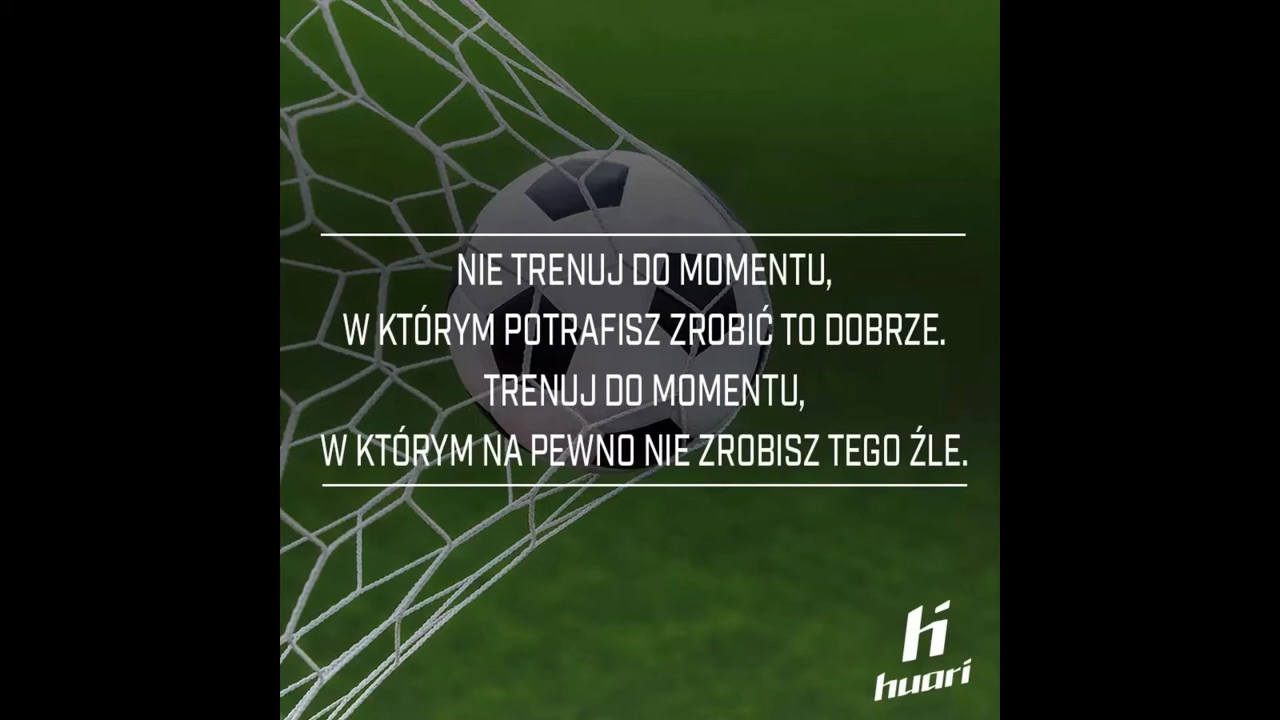 NIE TRENUJ DO MOMENTU,
W KTÓRYM POTRAFISZ ZROBIĆ TO DOBRZE.
TRENUJ DO MOMENTU,
W KTÓRYM NA PEWNO NIE ZROBISZ TEGO ŹLE.
huari